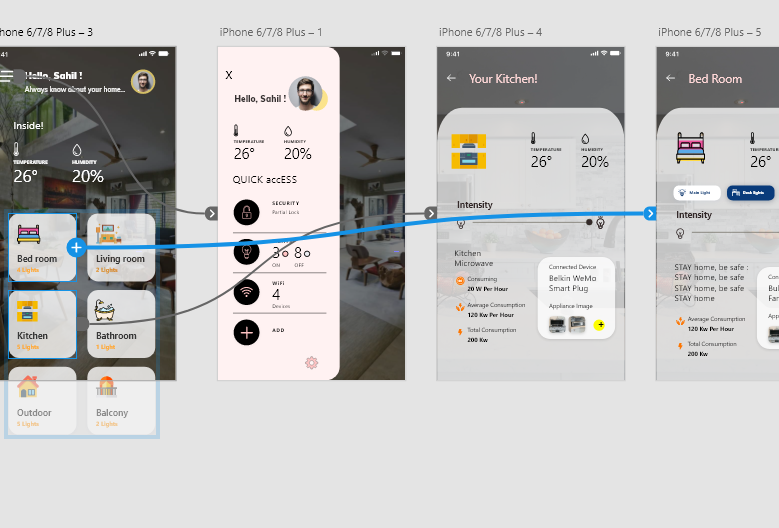 Phone 6/7/8 Plus – 3
:41
Hello, Sahil !
Always know about your home...
Inside!
TEMPERATURE
HUMIDITY
26°
20%
Bed room
4 Lights
Living room
2 Lights
Kitchen
5 Lights
Bathroom
1 Light
Outdoor
5 Lights
Balcony
2 Lights
iPhone 6/7/8 Plus – 1
X
Hello, Sahil !
TEMPERATURE
HUMIDITY
26°
20%
QUICK accESS
SECURITY
Partial Lock
3
8
ON
OFF
WiFi
4
Devices
ADD
iPhone 6/7/8 Plus – 4
9:41
Your Kitchen!
TEMPERATURE
HUMIDITY
26°
20%
Intensity
Kitchen
Microwave
Consuming
20 W Per Hour
Average Consumption
120 Kw Per Hour
Total Consumption
200 Kw
Connected Device
Belkin WeMo
Smart Plug
Appliance Image
+
iPhone 6/7/8 Plus – 5
9:41
Bed Room
TEMPERATU
26°
Main Light
Desk lights
Intensity
STAY home, be safe :
STAY home, be safe
STAY home, be safe
STAY home
Average Consumption
120 Kw Per Hour
Total Consumption
200 Kw
Con
Bul
Fan
App